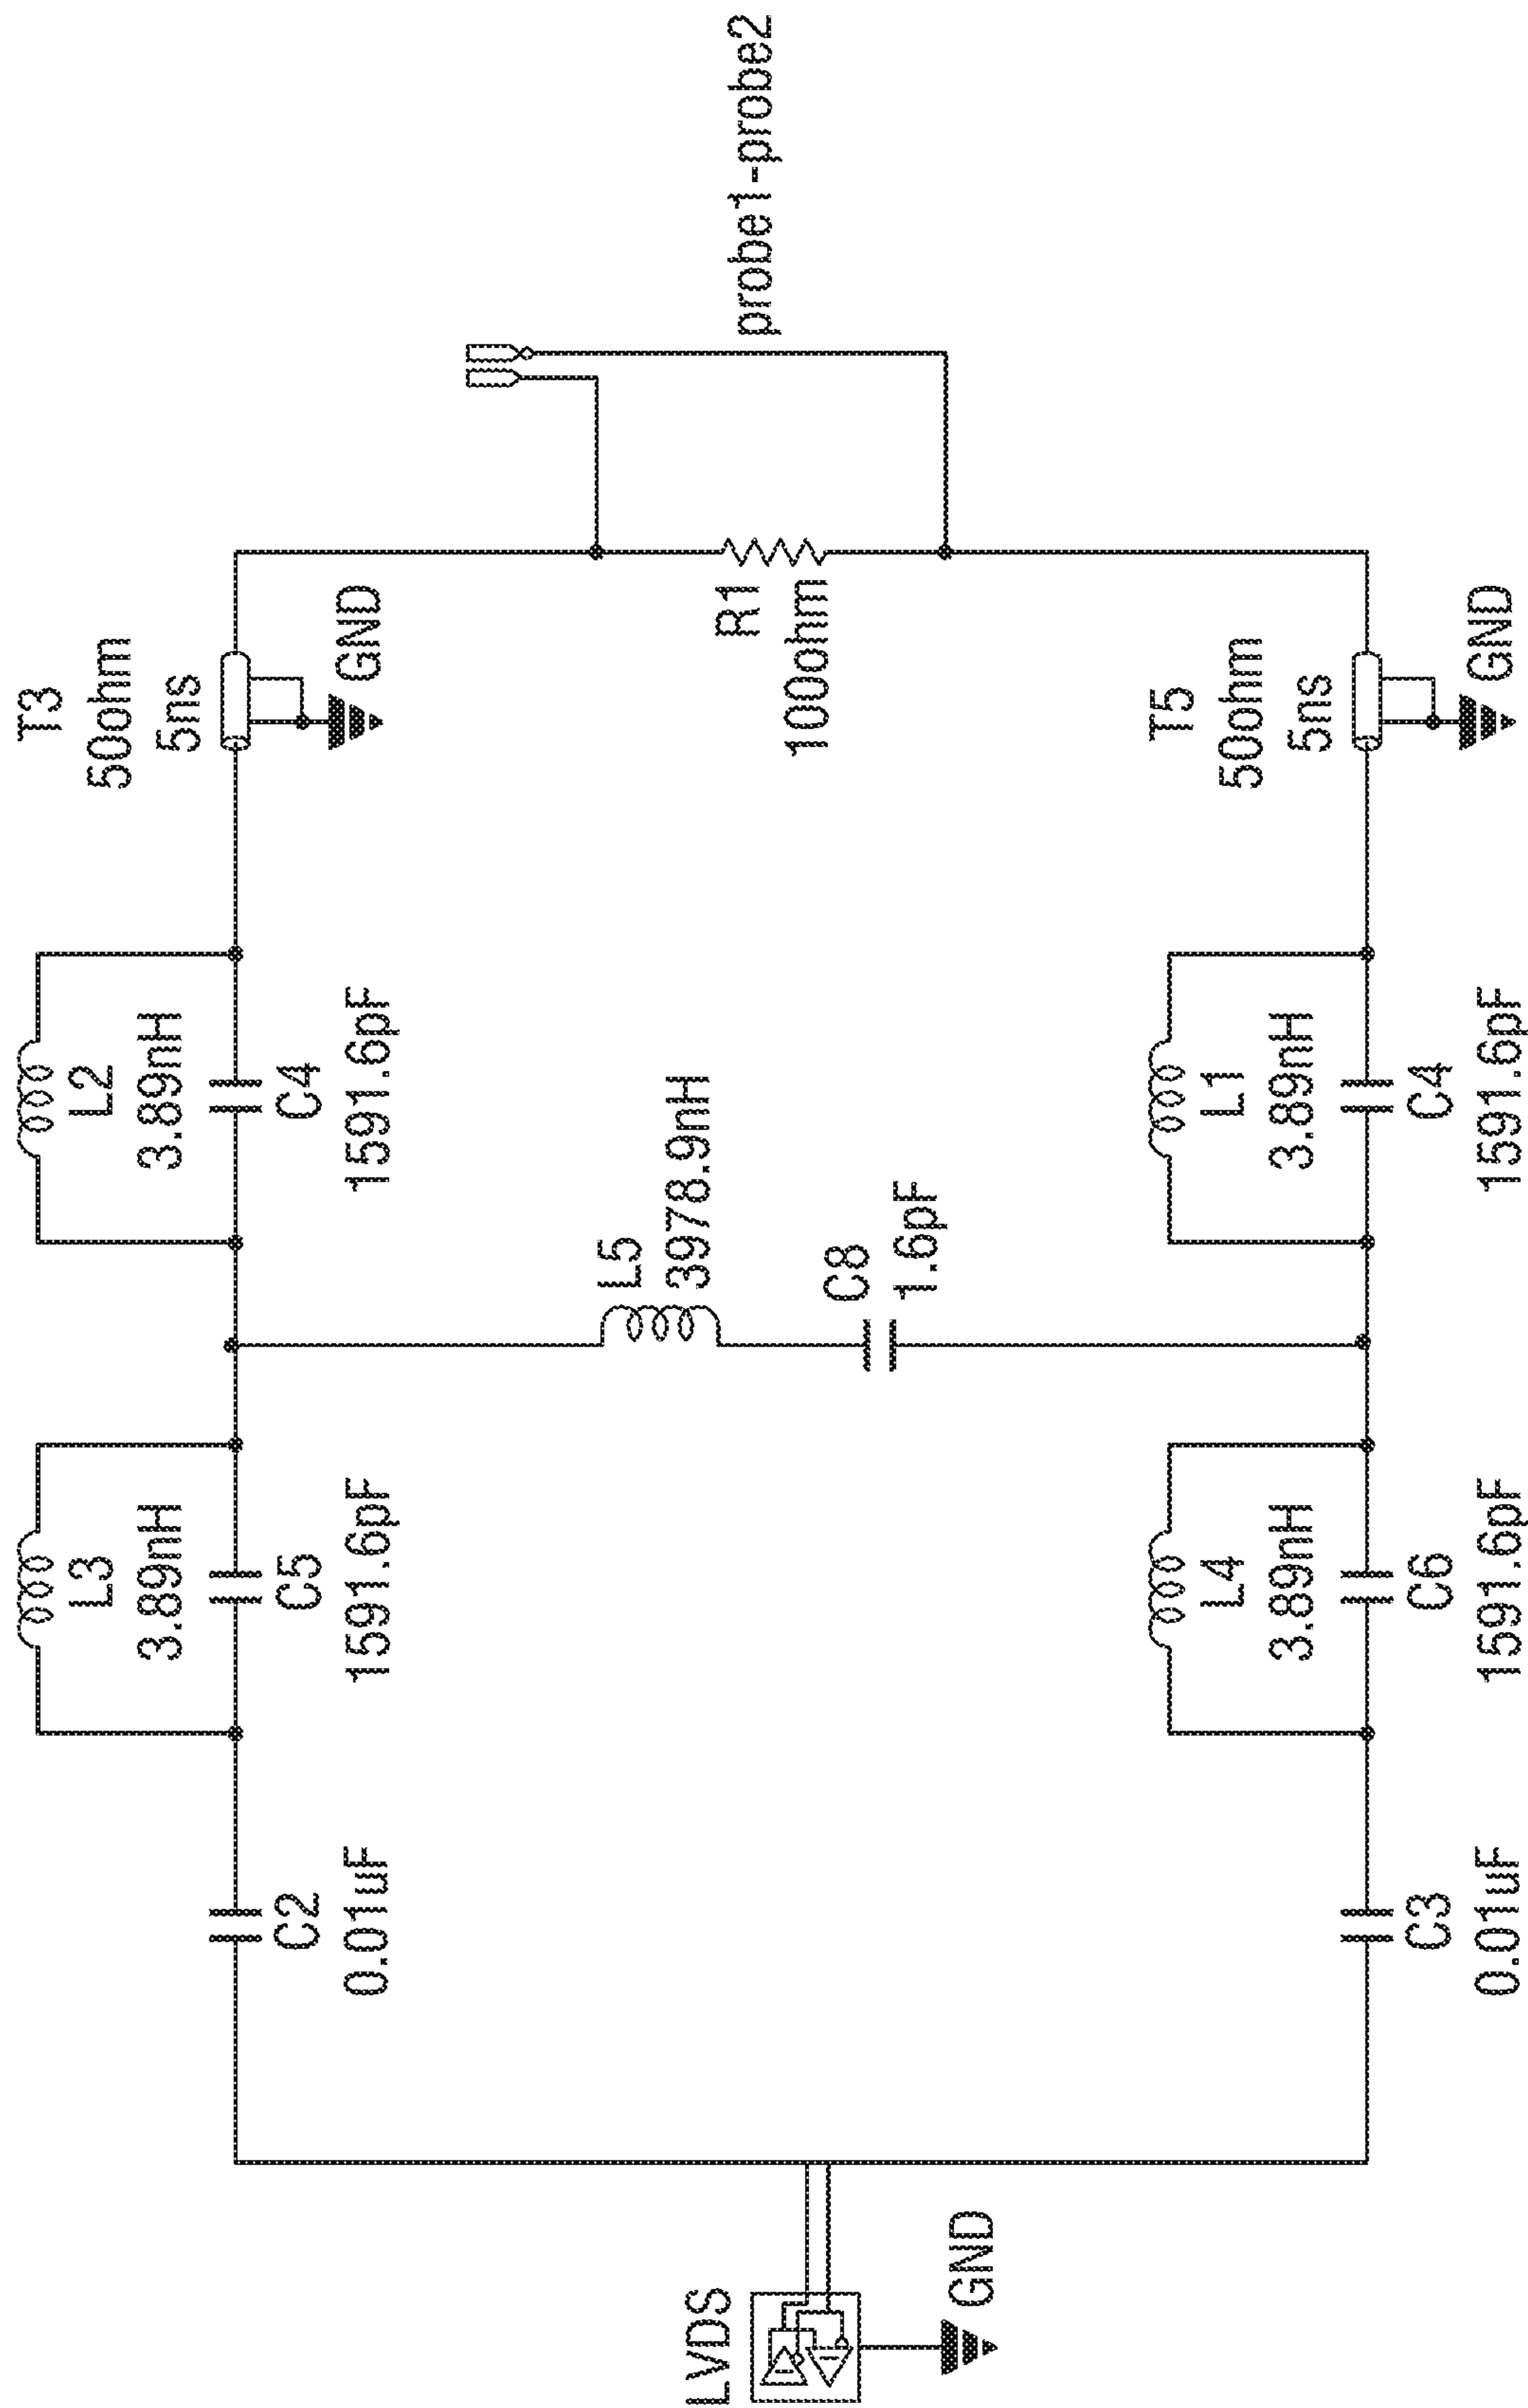 LVDS
GND
C2
0.01uF
L3
3.89nH
C5
1591.6pF
L2
3.89nH
C4
1591.6pF
T3
50ohm
5ns
GND
L5
3978.9nH
C8
1.6pF
R1
100ohm
probe1-probe2
C3
0.01uF
L4
3.89nH
C6
1591.6pF
L1
3.89nH
C4
1591.6pF
T5
50ohm
5ns
GND